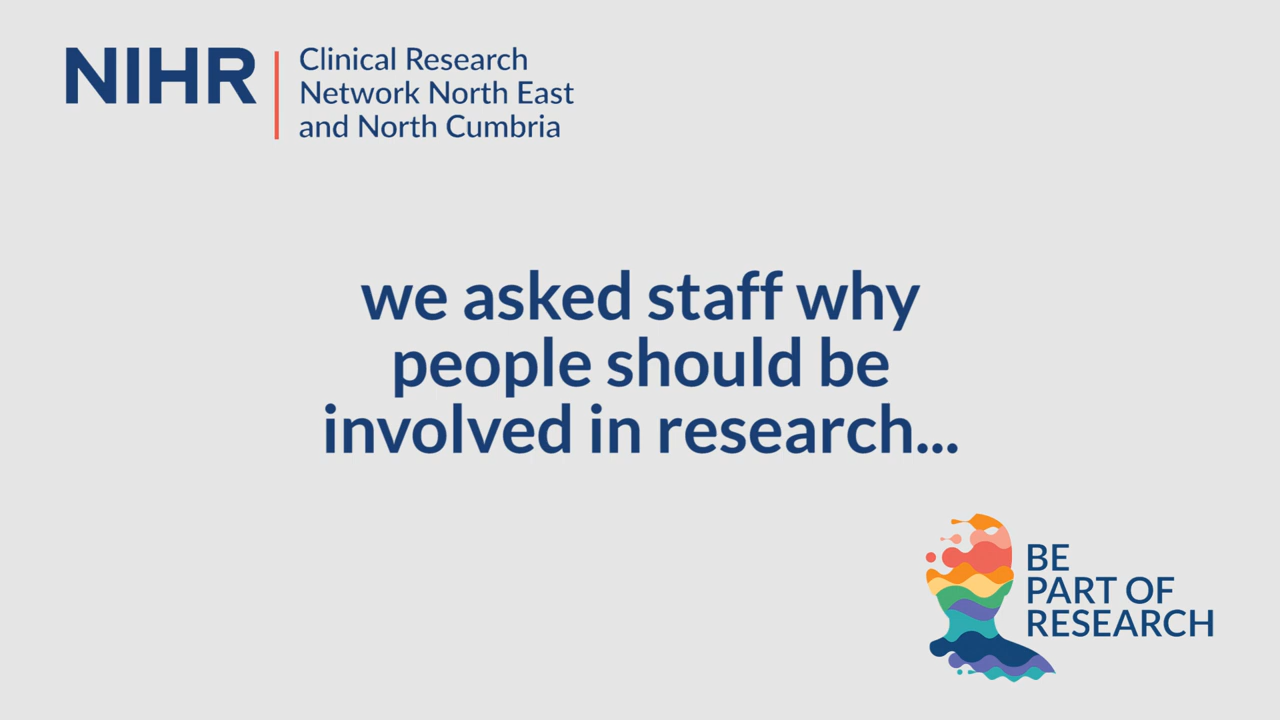 NIHR
Clinical Research
Network North East
and North Cumbria
we asked staff why
people should be
involved in research...
BE
PART OF
RESEARCH